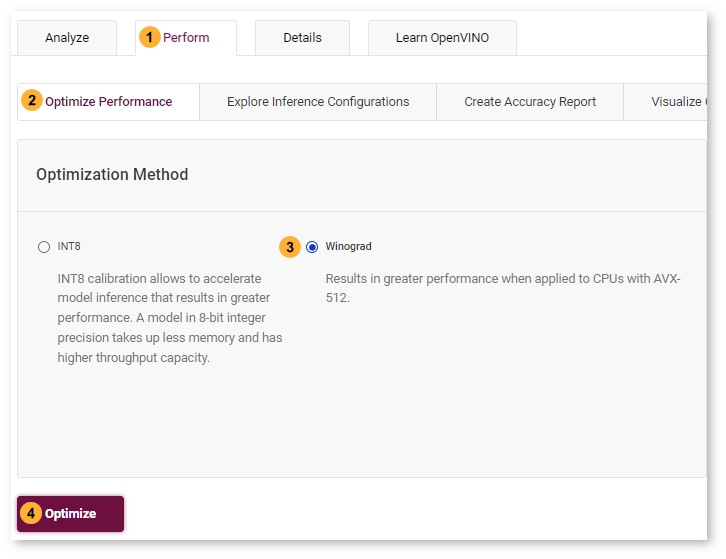 Analyze
1 Perform
Details
Learn OpenVINO
2 Optimize Performance
Explore Inference Configurations
Create Accuracy Report
Visualize
Optimization Method
INT8
INT8 calibration allows to accelerate
model inference that results in greater
performance. A model in 8-bit integer
precision takes up less memory and has
higher throughput capacity.
3 Winograd
Results in greater performance when applied to CPUs with AVX-
512.
4 Optimize